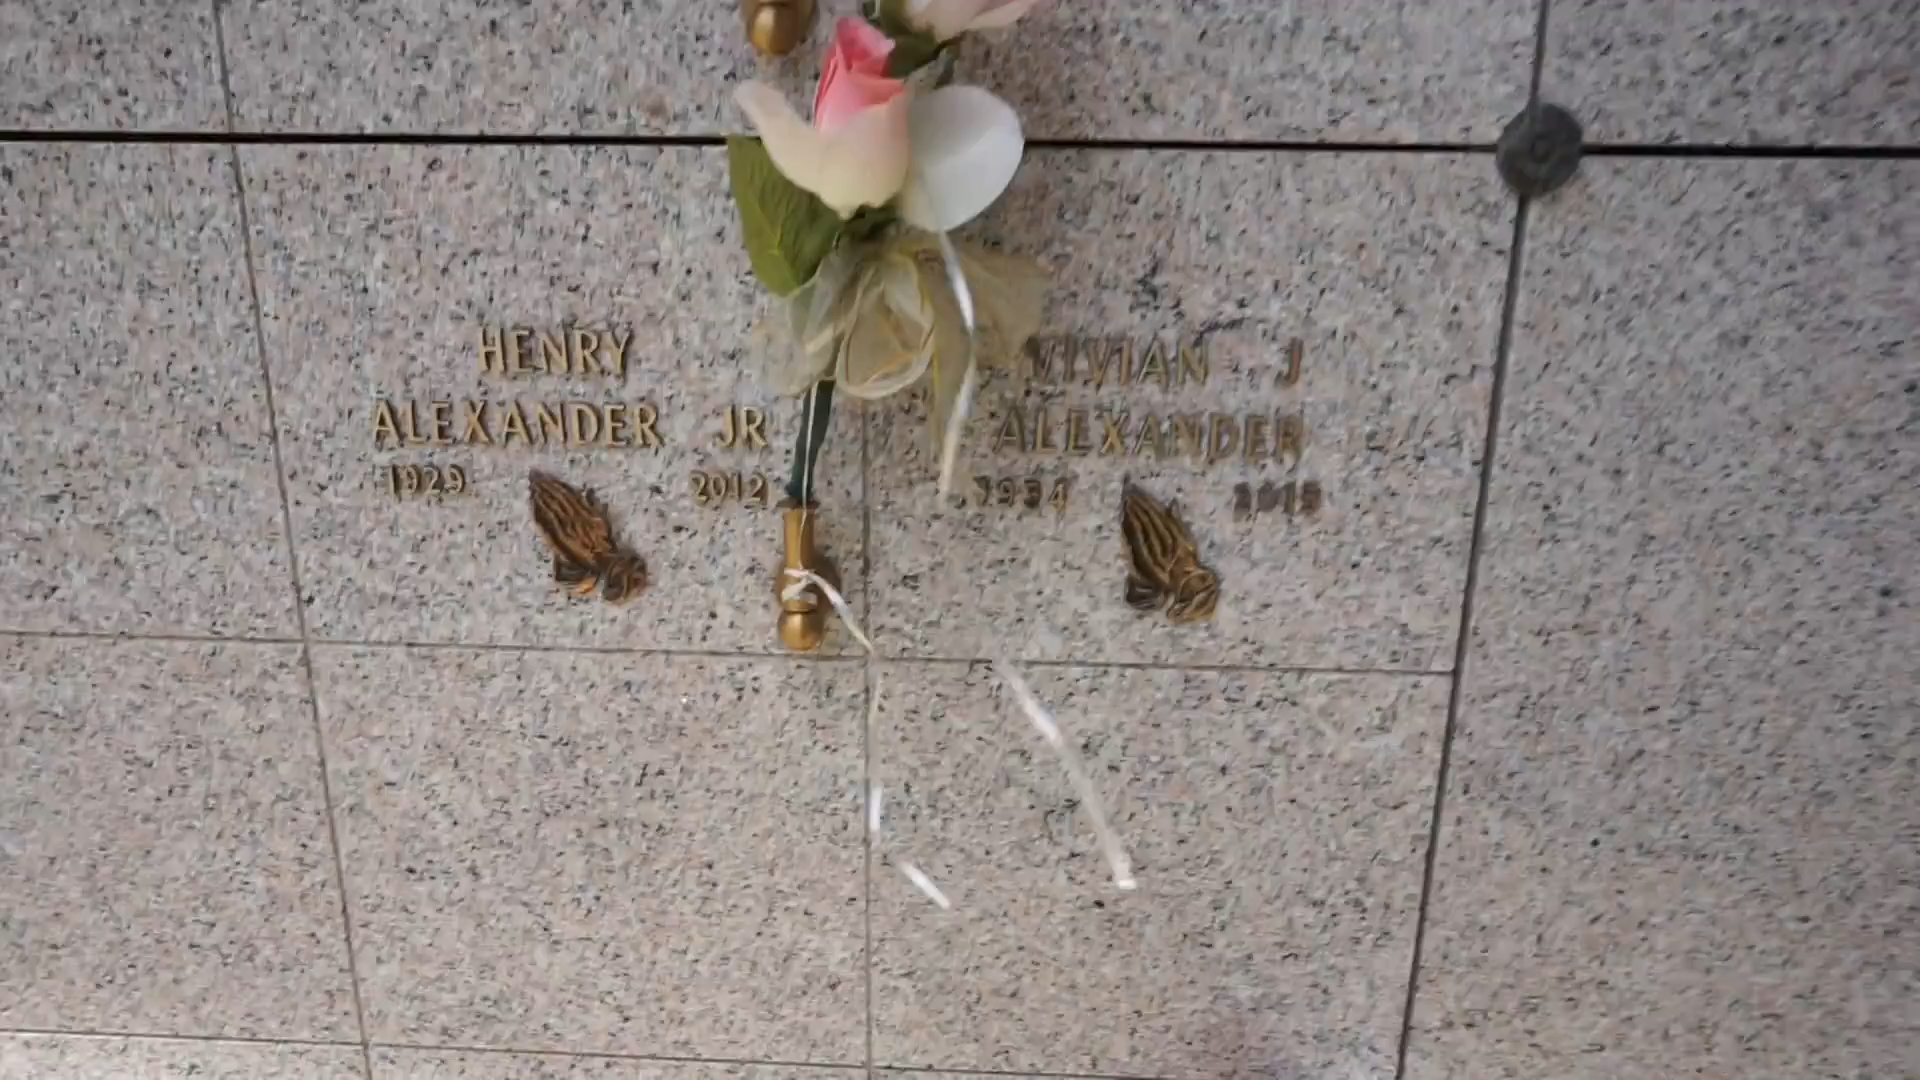 HENRY
ALEXANDER JR
1929 2012
VIVIAN J
ALEXANDER
1934